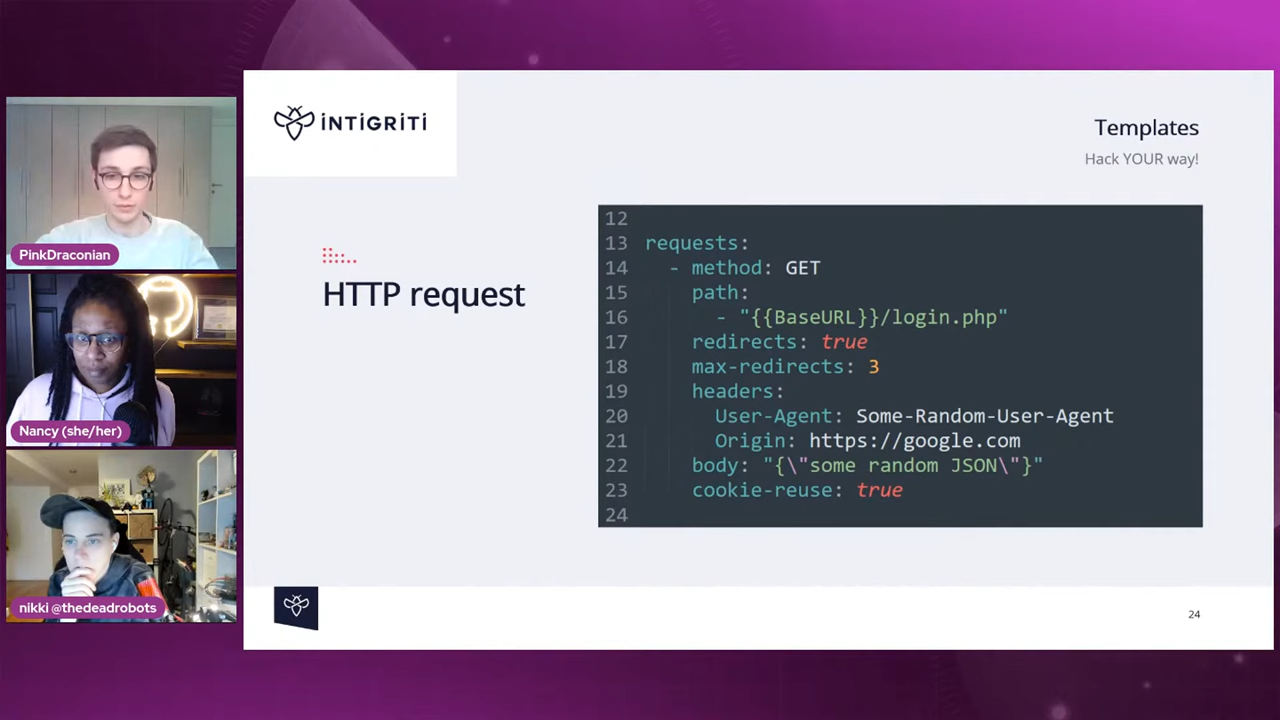 PinkDraconian
Nancy (she/her)
nikki @thedeadrobots
INTIGRITI
Templates
Hack YOUR way!
HTTP request
12
13 requests:
14   - method: GET
15     path:
16       - "{{BaseURL}}/login.php"
17     redirects: true
18     max-redirects: 3
19     headers:
20       User-Agent: Some-Random-User-Agent
21       Origin: https://google.com
22     body: "{\"some random JSON\"}"
23     cookie-reuse: true
24
24